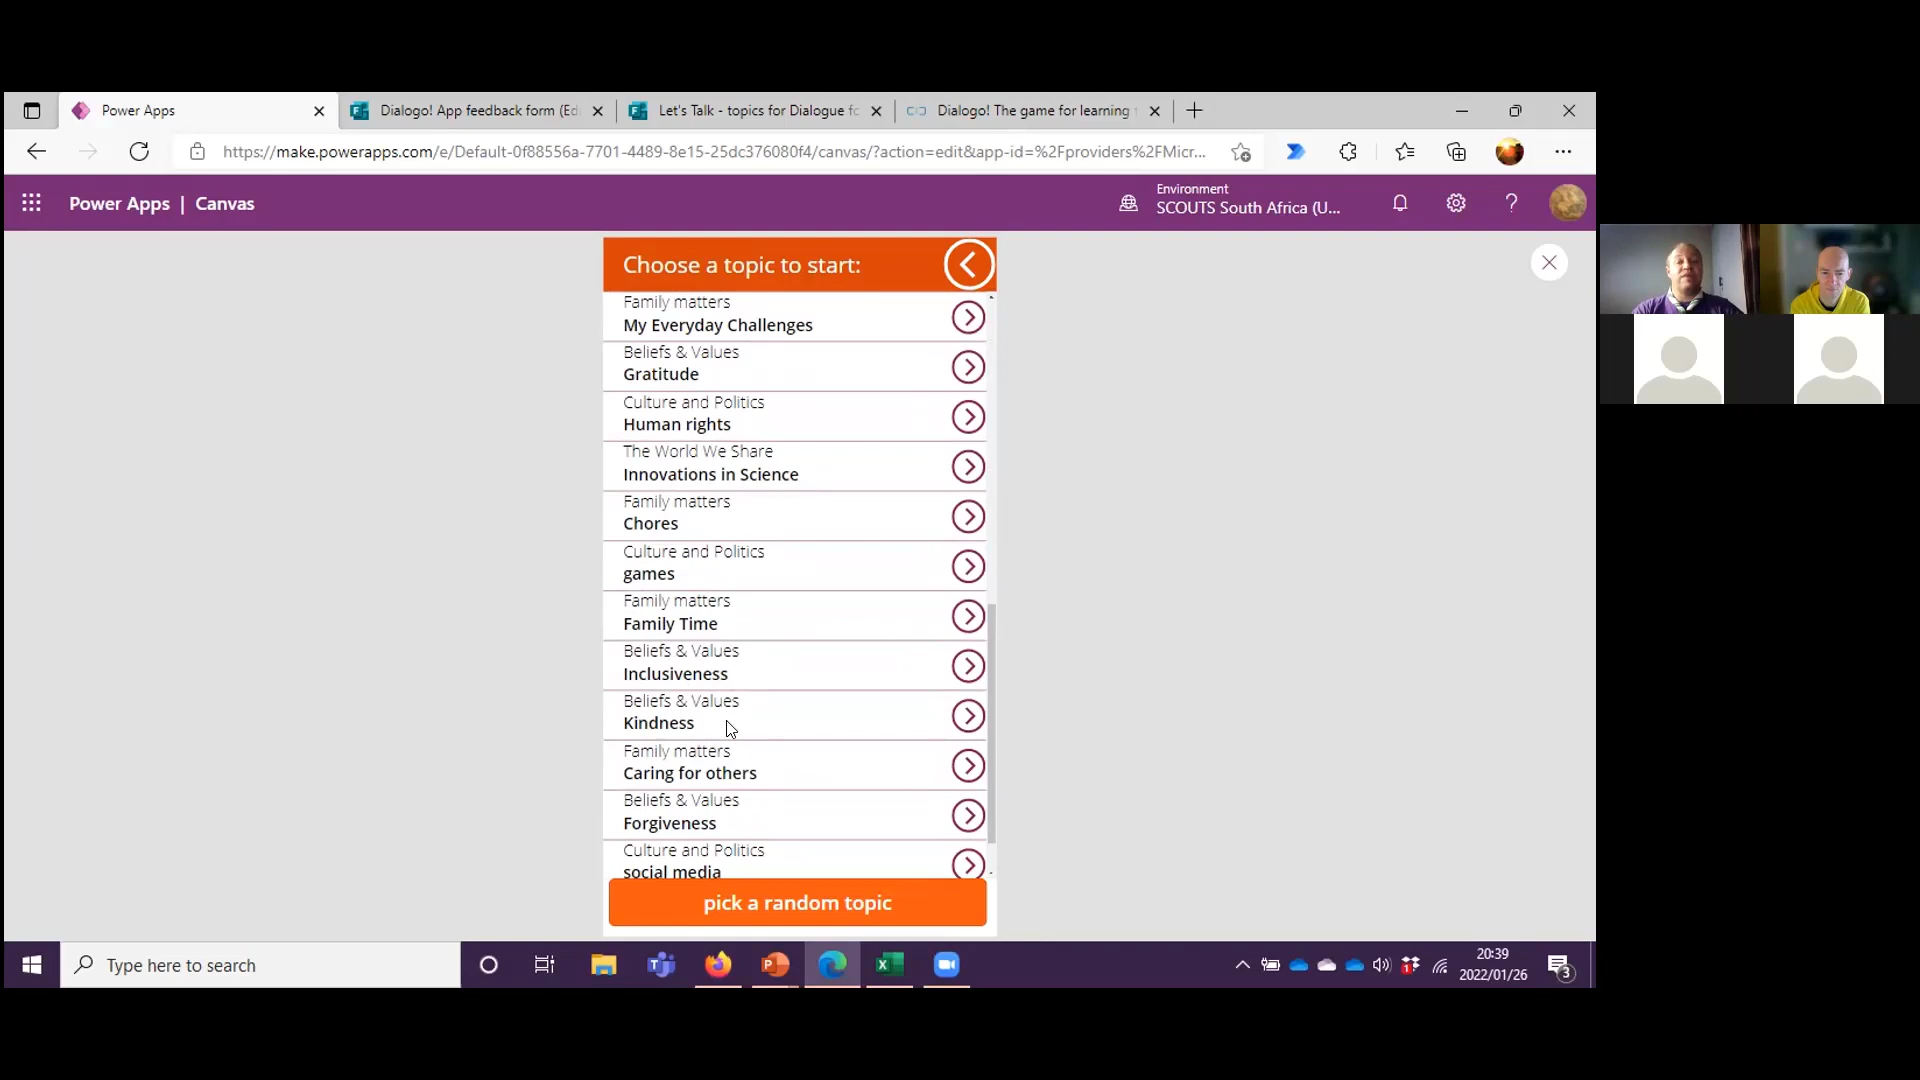 Power Apps
Dialogo! App feedback form (Ed
Let's Talk - topics for Dialogue fo
Dialogo! The game for learning
https://make.powerapps.com/e/Default-0f88556a-7701-4489-8e15-25dc376080f4/canvas/?action=edit&app-id=%2Fproviders%2FMicr...
Power Apps | Canvas
Environment
SCOUTS South Africa (U...
Choose a topic to start:
Family matters
My Everyday Challenges
Beliefs & Values
Gratitude
Culture and Politics
Human rights
The World We Share
Innovations in Science
Family matters
Chores
Culture and Politics
games
Family matters
Family Time
Beliefs & Values
Inclusiveness
Beliefs & Values
Kindness
Family matters
Caring for others
Beliefs & Values
Forgiveness
Culture and Politics
social media
pick a random topic
Type here to search
20:39
2022/01/26
3